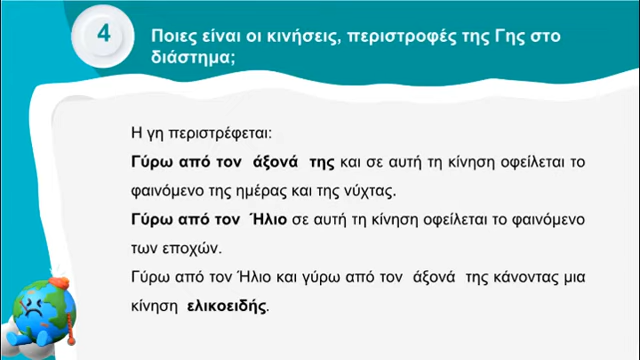 4
Ποιες είναι οι κινήσεις, περιστροφές της Γης στο
διάστημα;
Η γη περιστρέφεται:
Γύρω από τον άξονά της και σε αυτή τη κίνηση οφείλεται το
φαινόμενο της ημέρας και της νύχτας.
Γύρω από τον Ήλιο σε αυτή τη κίνηση οφείλεται το φαινόμενο
των εποχών.
Γύρω από τον Ήλιο και γύρω από τον άξονά της κάνοντας μια
κίνηση ελικοειδής.